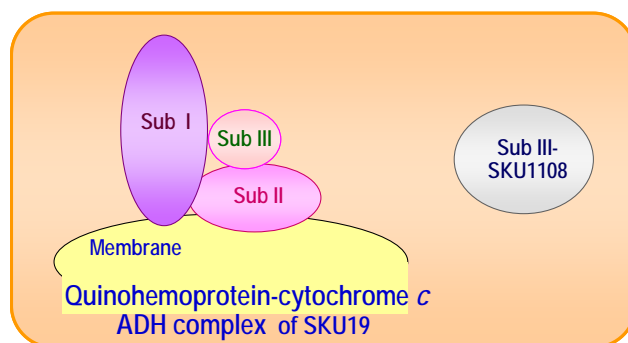 Sub I
Sub III
Sub II
Membrane
Quinohemoprotein-cytochrome c
ADH complex of SKU19
Sub III-
SKU1108